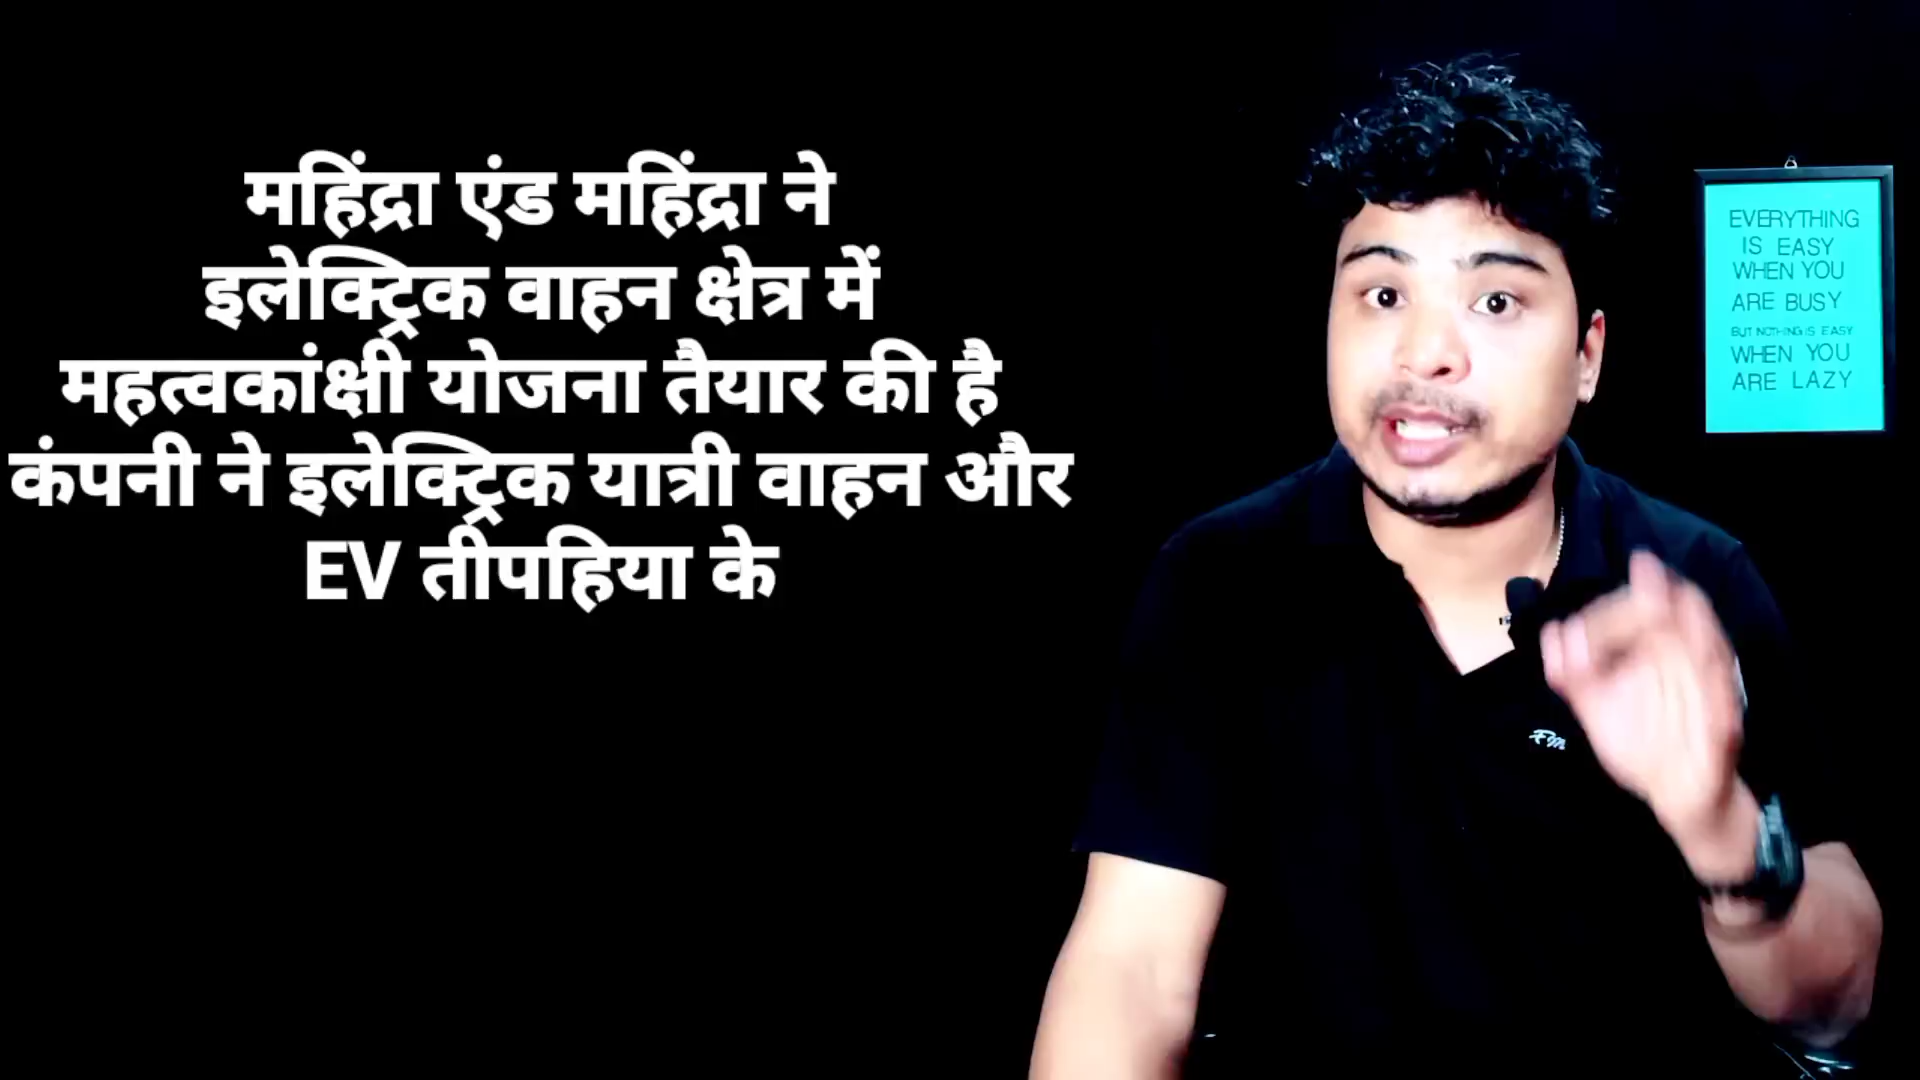 महिंद्रा एंड महिंद्रा ने
इलेक्ट्रिक वाहन क्षेत्र में
महत्वकांक्षी योजना तैयार की है
कंपनी ने इलेक्ट्रिक यात्री वाहन और
EV तीपहिया के
EVERYTHING
IS EASY
WHEN YOU
ARE BUSY
BUT NOTHING IS EASY
WHEN YOU
ARE LAZY